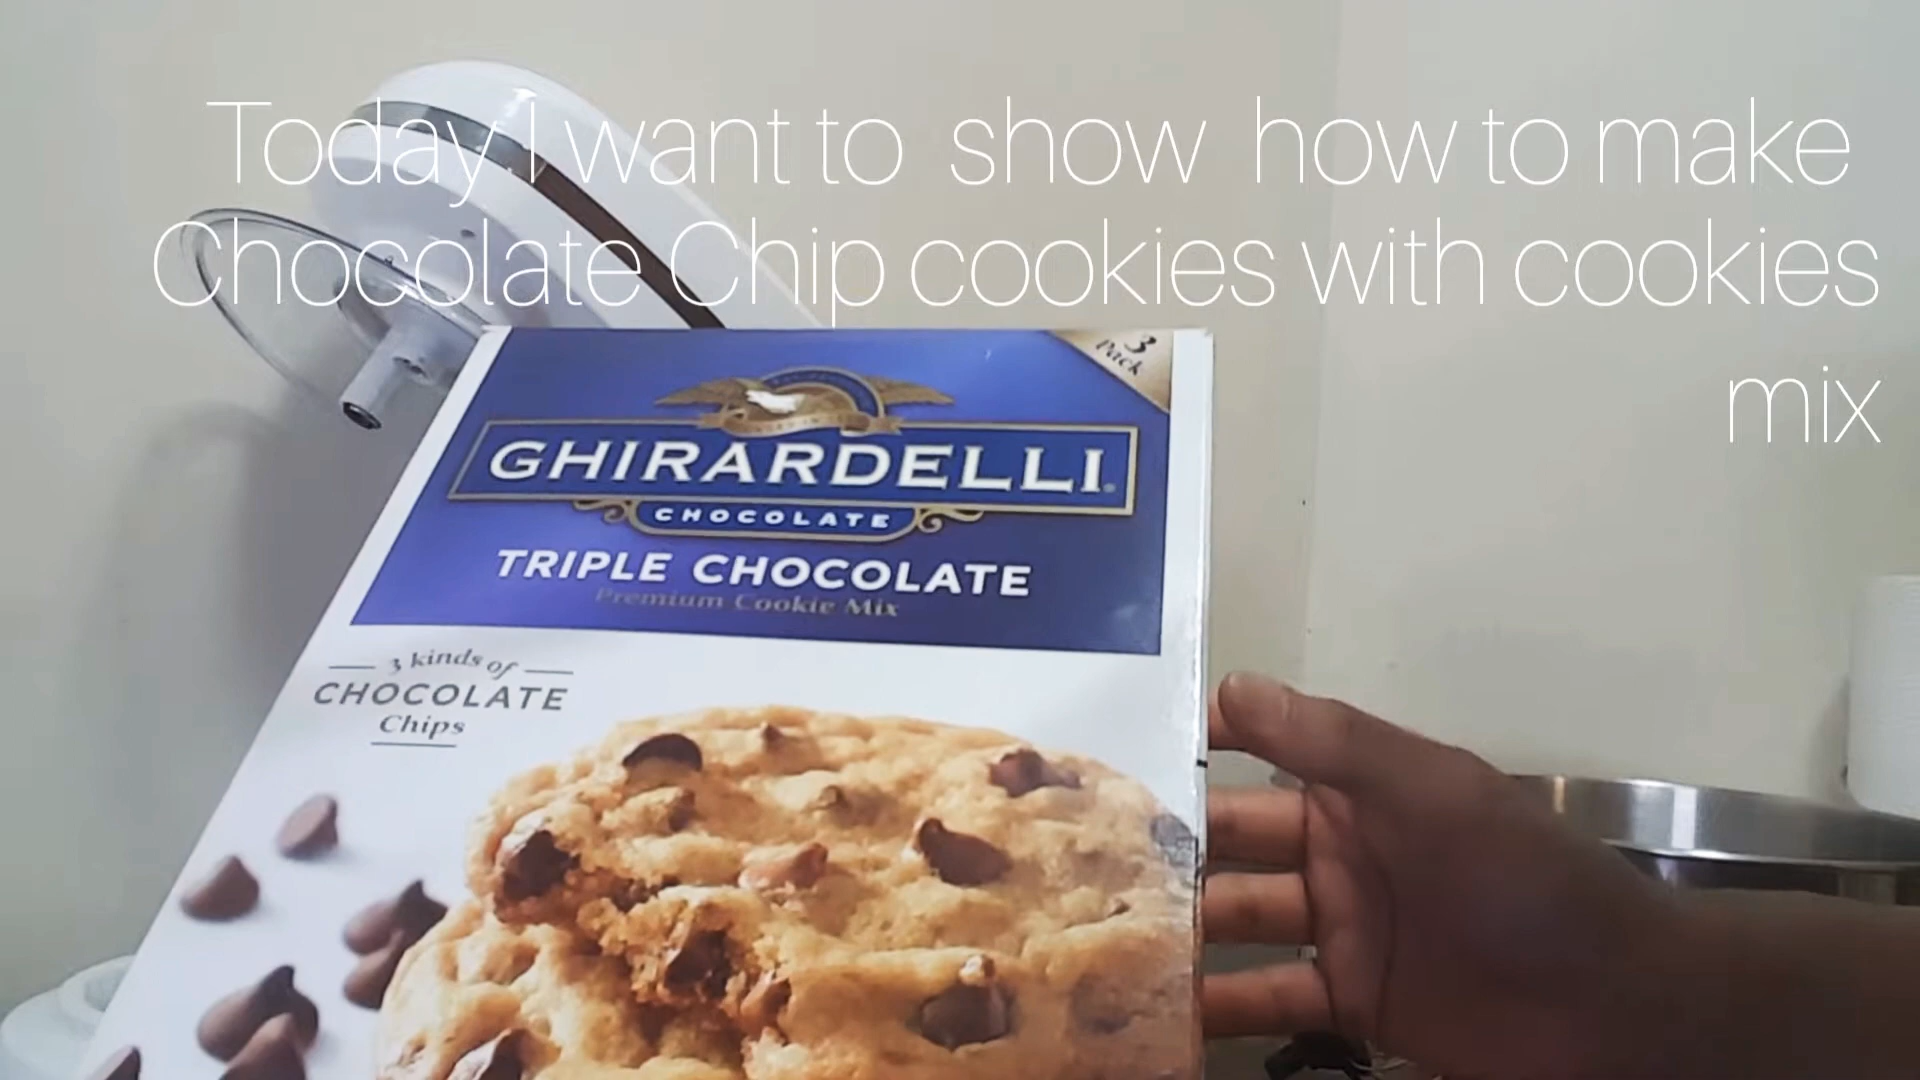 Today I want to show how to make
Chocolate Chip cookies with cookies
mix
3
Pack
GHIRARDELLI
CHOCOLATE
TRIPLE CHOCOLATE
Premium Cookie Mix
3 kinds of
CHOCOLATE
Chips